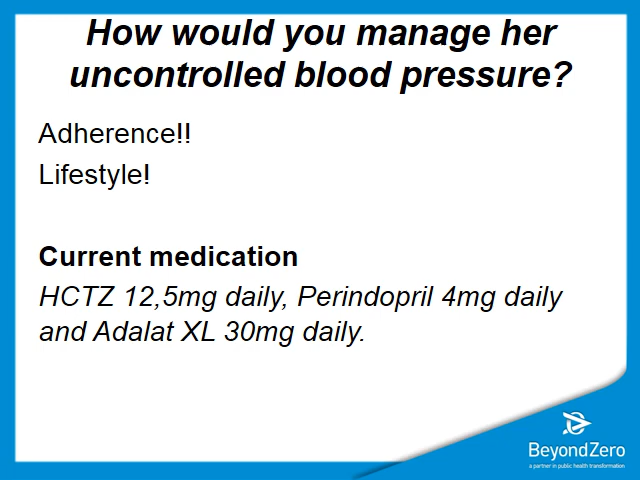 How would you manage her
uncontrolled blood pressure?
Adherence!!
Lifestyle!
Current medication
HCTZ 12,5mg daily, Perindopril 4mg daily
and Adalat XL 30mg daily.
BeyondZero
a partner in public health transformation